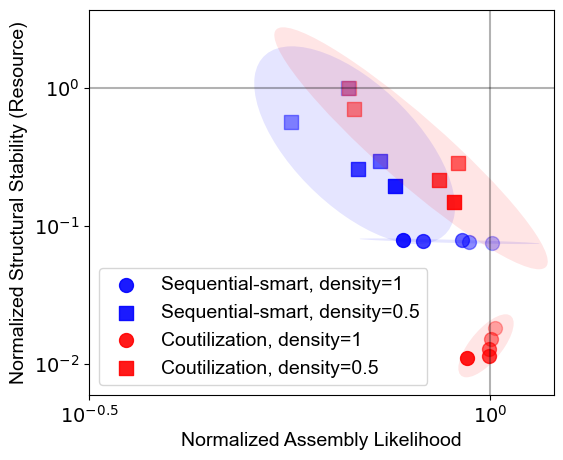 Normalized Structural Stability (Resource)
10^0
10^-1
10^-2
Sequential-smart, density=1
Sequential-smart, density=0.5
Coutilization, density=1
Coutilization, density=0.5
10^-0.5
10^0
Normalized Assembly Likelihood